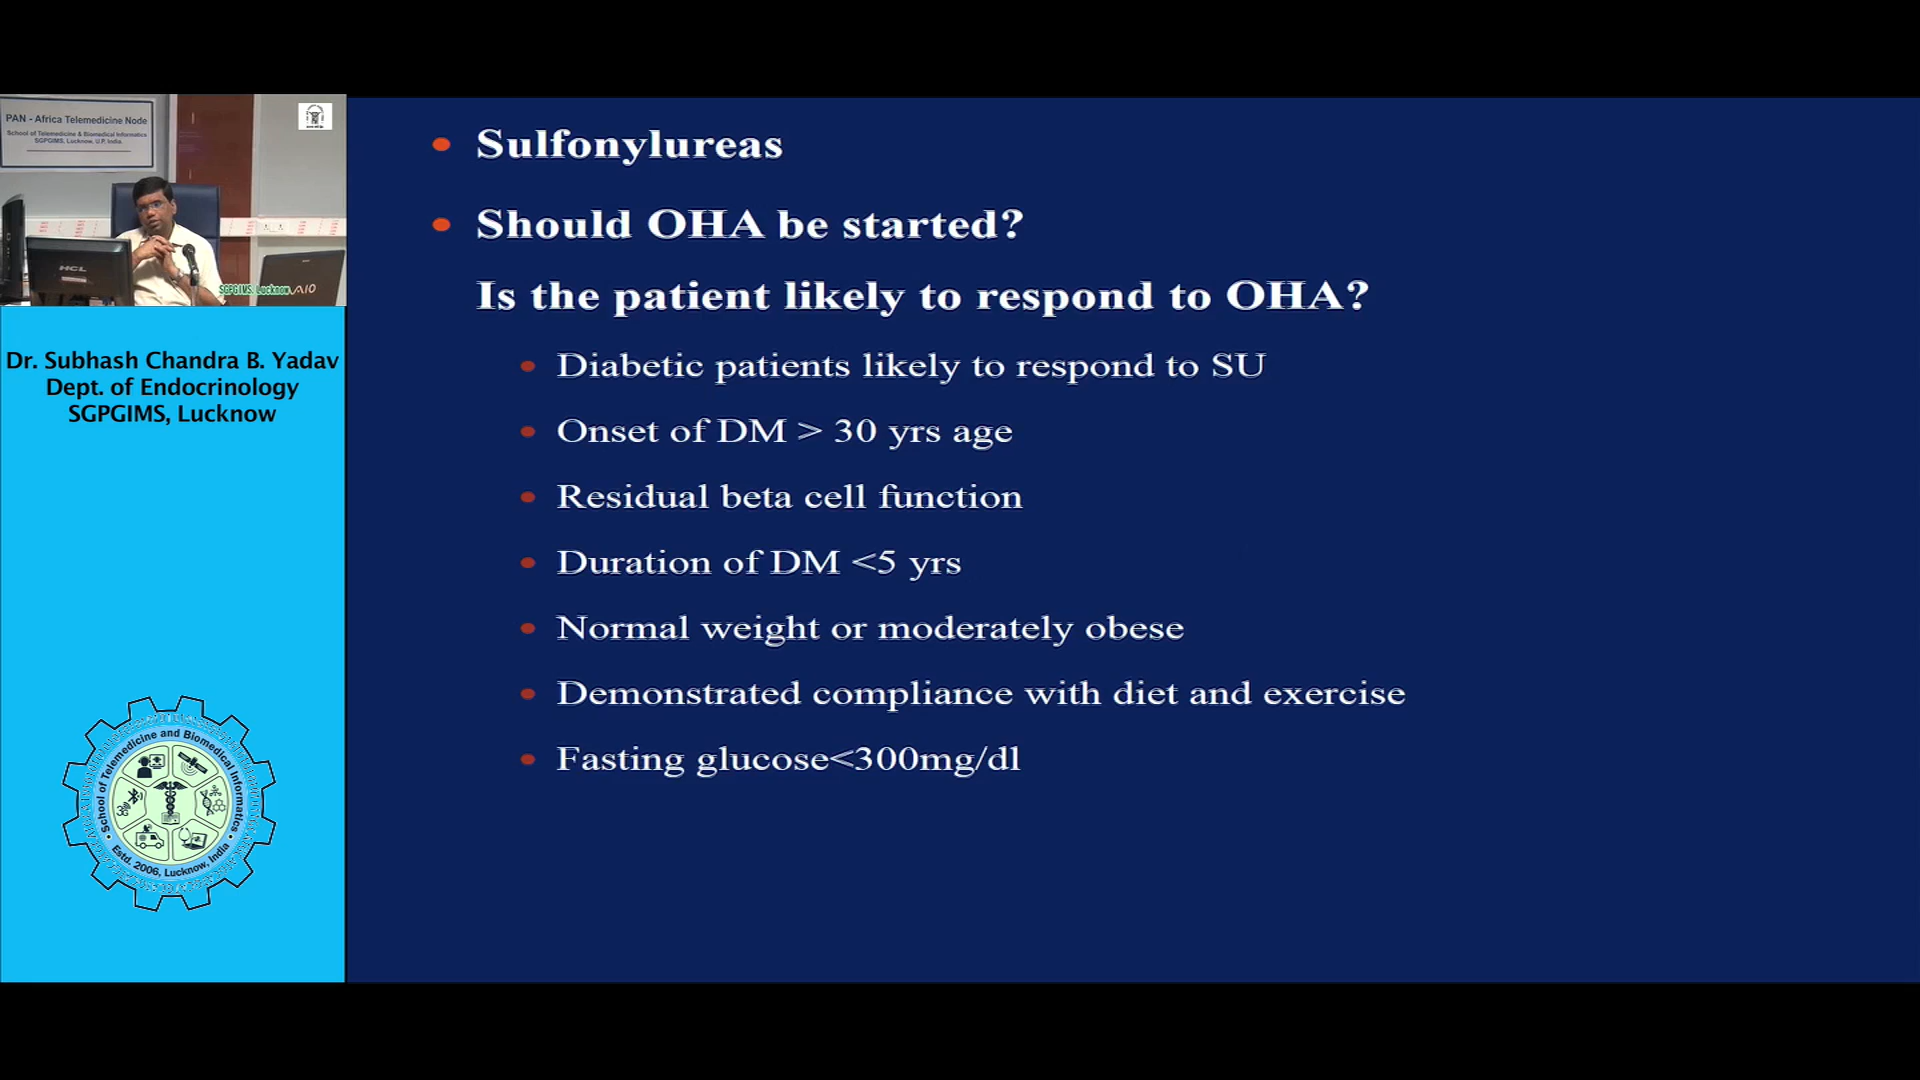 PAN - Africa Telemedicine Node
School of Telemedicine & Biomedical Informatics
SGPGIMS, Lucknow, U.P. India.
HCL
SGPGIMS, Lucknow
VAIO
Dr. Subhash Chandra B. Yadav
Dept. of Endocrinology
SGPGIMS, Lucknow
School of Telemedicine and Biomedical Informatics
Estd. 2006, Lucknow, India
3G
• Sulfonylureas
• Should OHA be started?
Is the patient likely to respond to OHA?
• Diabetic patients likely to respond to SU
• Onset of DM > 30 yrs age
• Residual beta cell function
• Duration of DM <5 yrs
• Normal weight or moderately obese
• Demonstrated compliance with diet and exercise
• Fasting glucose<300mg/dl